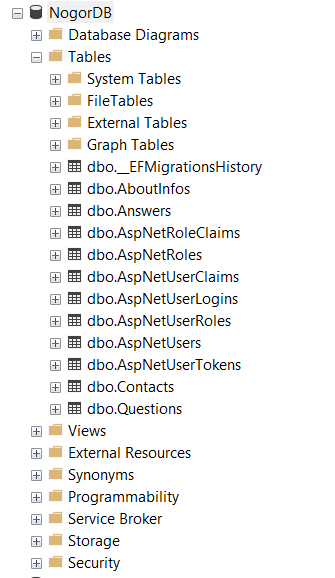 NogorDB
Database Diagrams
Tables
System Tables
FileTables
External Tables
Graph Tables
dbo.__EFMigrationsHistory
dbo.AboutInfos
dbo.Answers
dbo.AspNetRoleClaims
dbo.AspNetRoles
dbo.AspNetUserClaims
dbo.AspNetUserLogins
dbo.AspNetUserRoles
dbo.AspNetUsers
dbo.AspNetUserTokens
dbo.Contacts
dbo.Questions
Views
External Resources
Synonyms
Programmability
Service Broker
Storage
Security